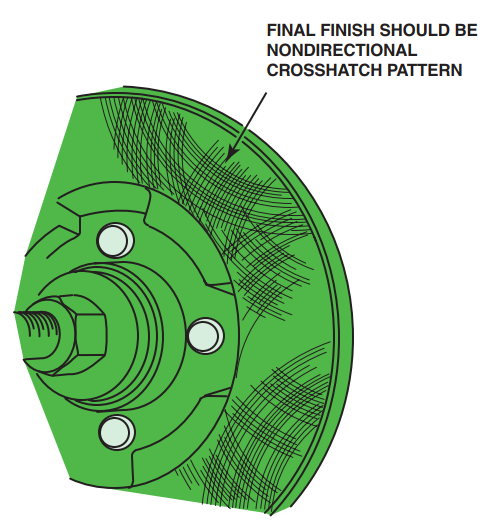 FINAL FINISH SHOULD BE
NONDIRECTIONAL
CROSSHATCH PATTERN